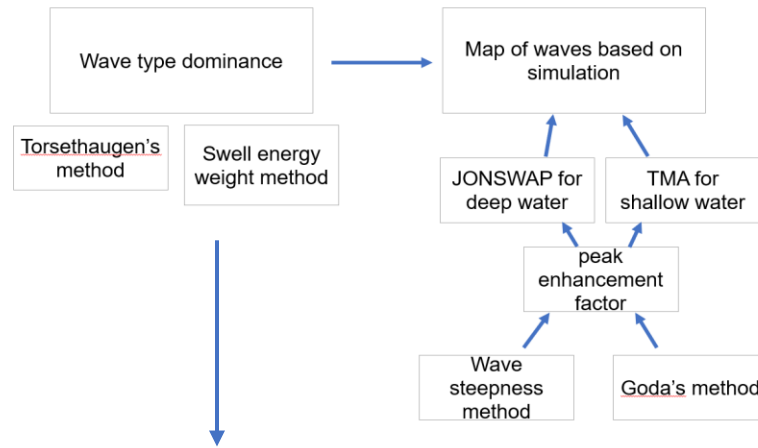 Wave type dominance
Map of waves based on
simulation
Torsethaugen's
method
Swell energy
weight method
JONSWAP for
deep water
TMA for
shallow water
peak
enhancement
factor
Wave
steepness
method
Goda's method